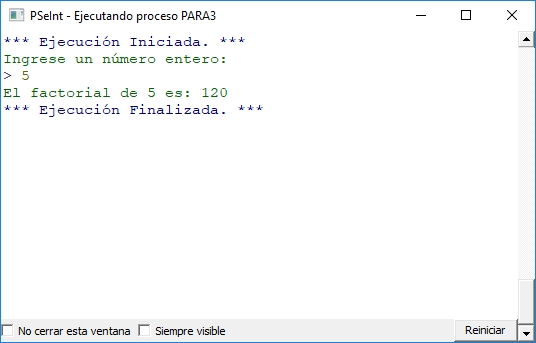 PSeInt - Ejecutando proceso PARA3
*** Ejecución Iniciada. ***
Ingrese un número entero:
> 5
El factorial de 5 es: 120
*** Ejecución Finalizada. ***
No cerrar esta ventana Siempre visible Reiniciar